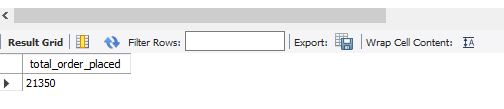 Result Grid Filter Rows: Export: Wrap Cell Content:
total_order_placed
21350